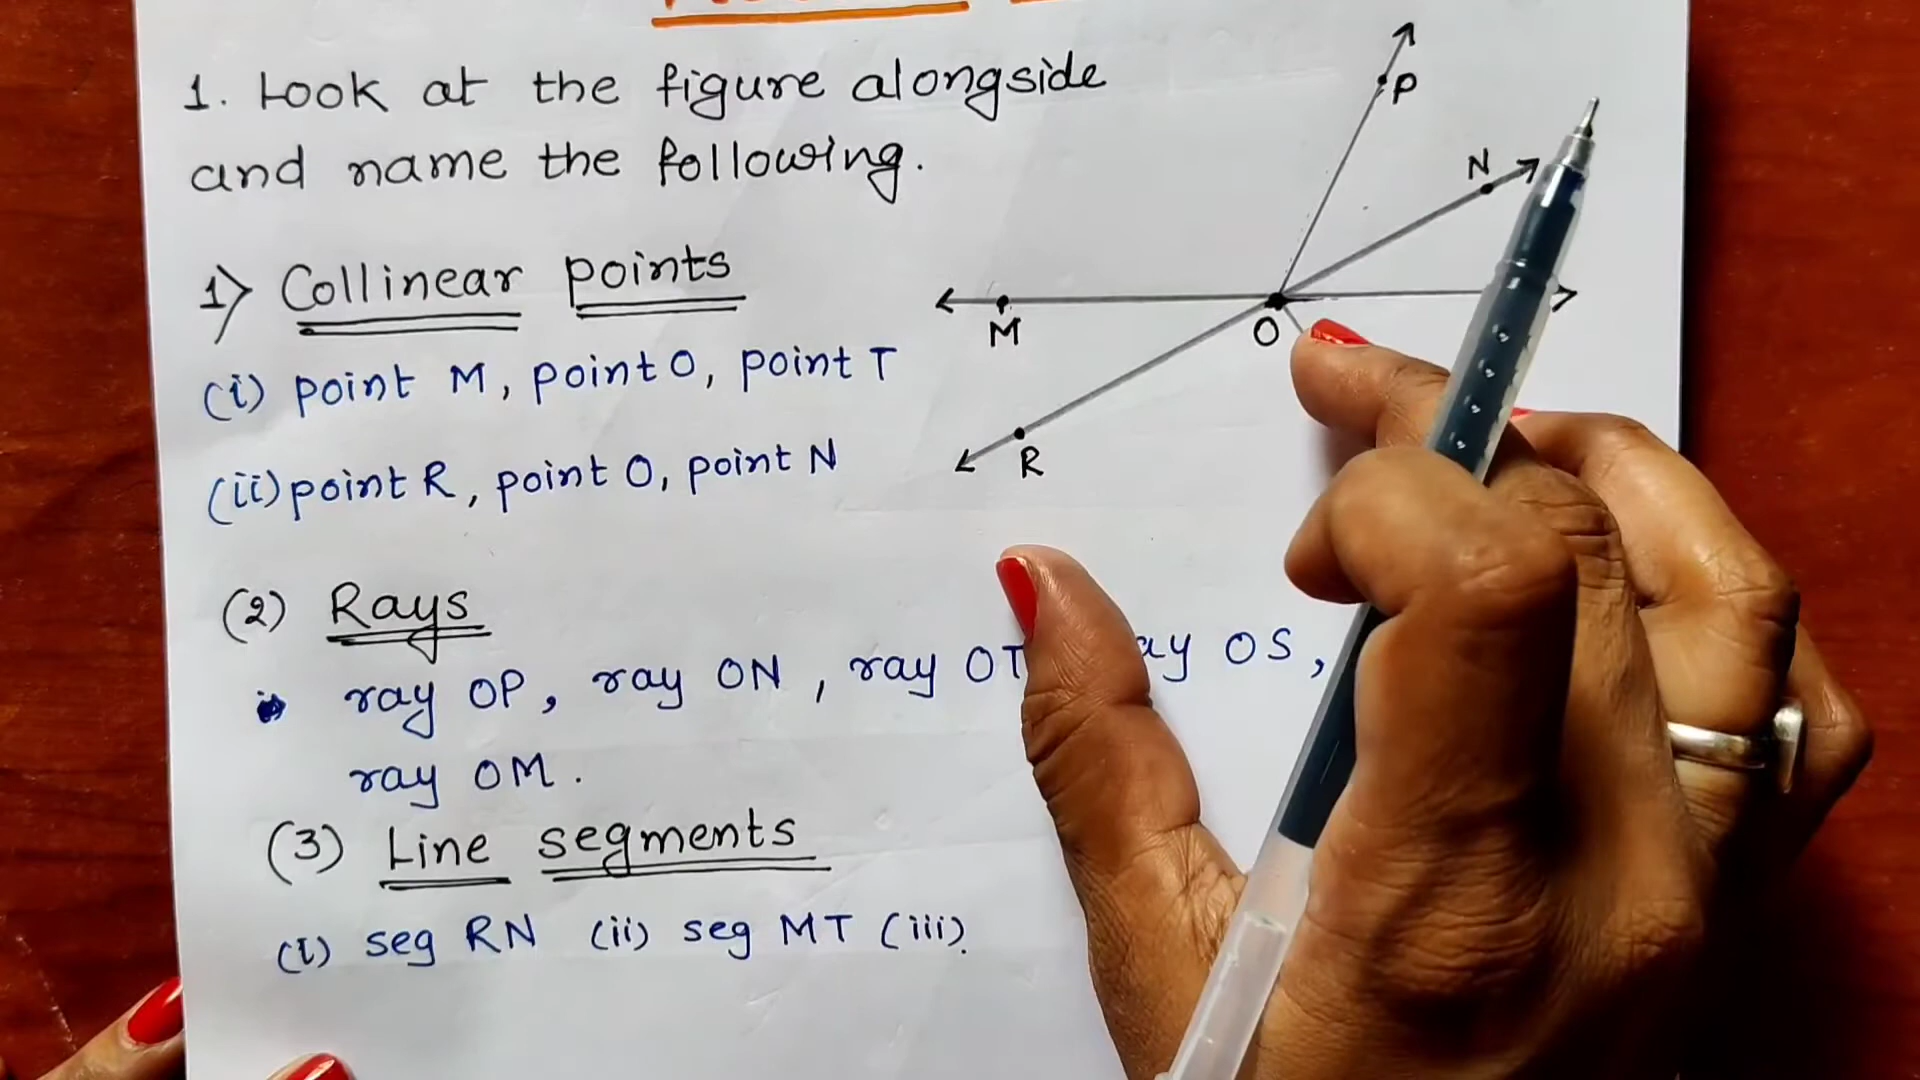 1. Look at the figure alongside
and name the following.
1) Collinear points
(i) point M, point O, point T
(ii) point R, point O, point N
(2) Rays
ray OP, ray ON, ray OT ray OS,
ray OM.
(3) Line segments
(i) seg RN (ii) seg MT (iii)
P
N
M
O
R